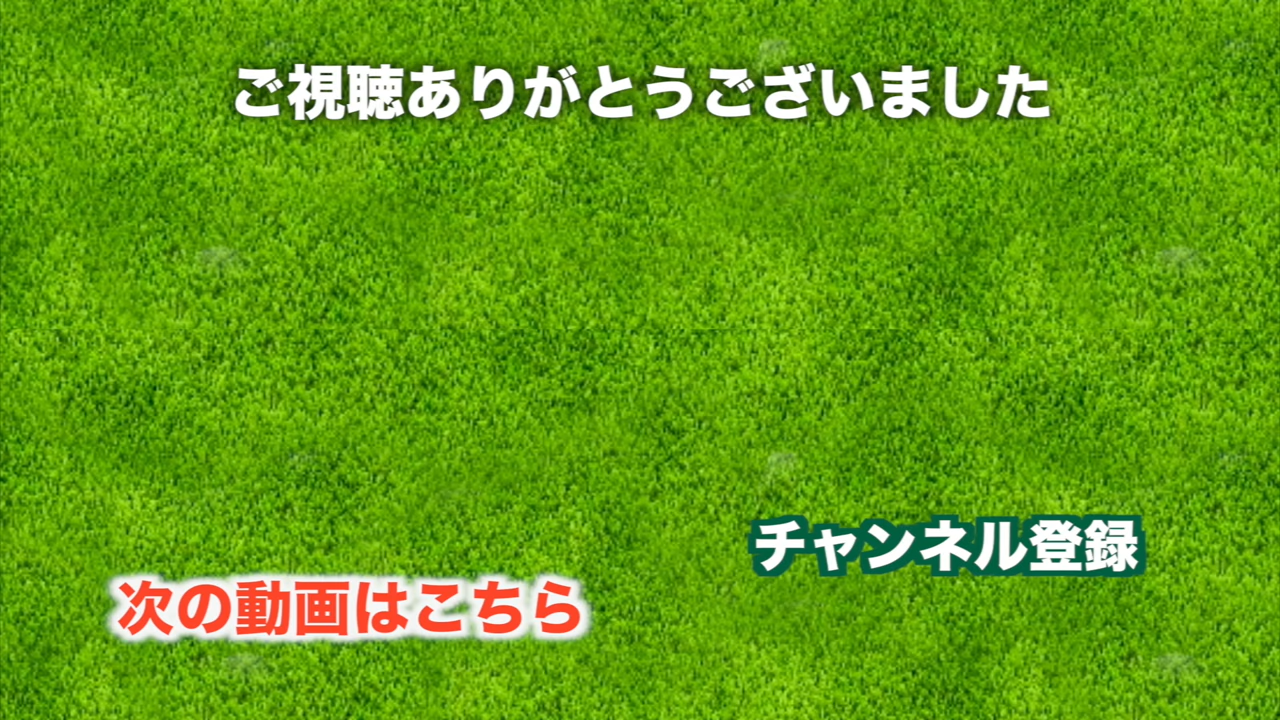 ご視聴ありがとうございました
チャンネル登録
次の動画はこちら